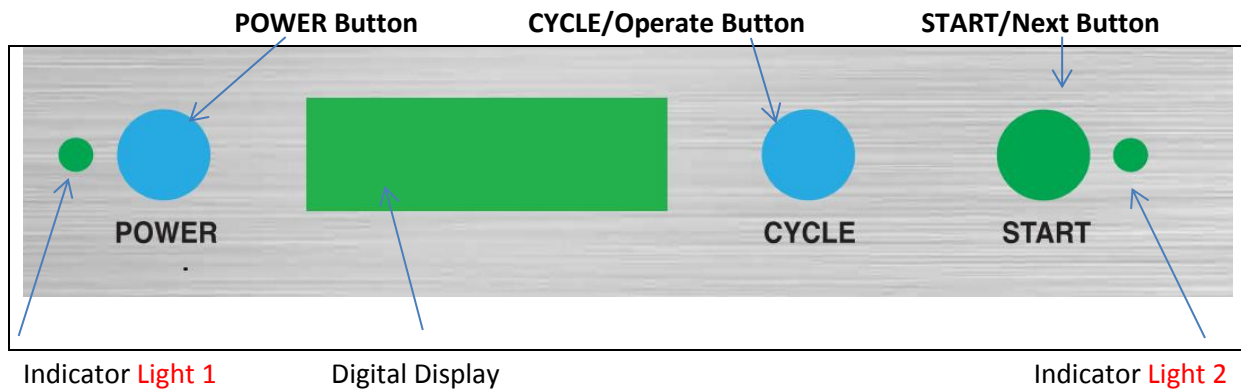 POWER Button CYCLE/Operate Button START/Next Button
POWER CYCLE START
Indicator Light 1 Digital Display Indicator Light 2